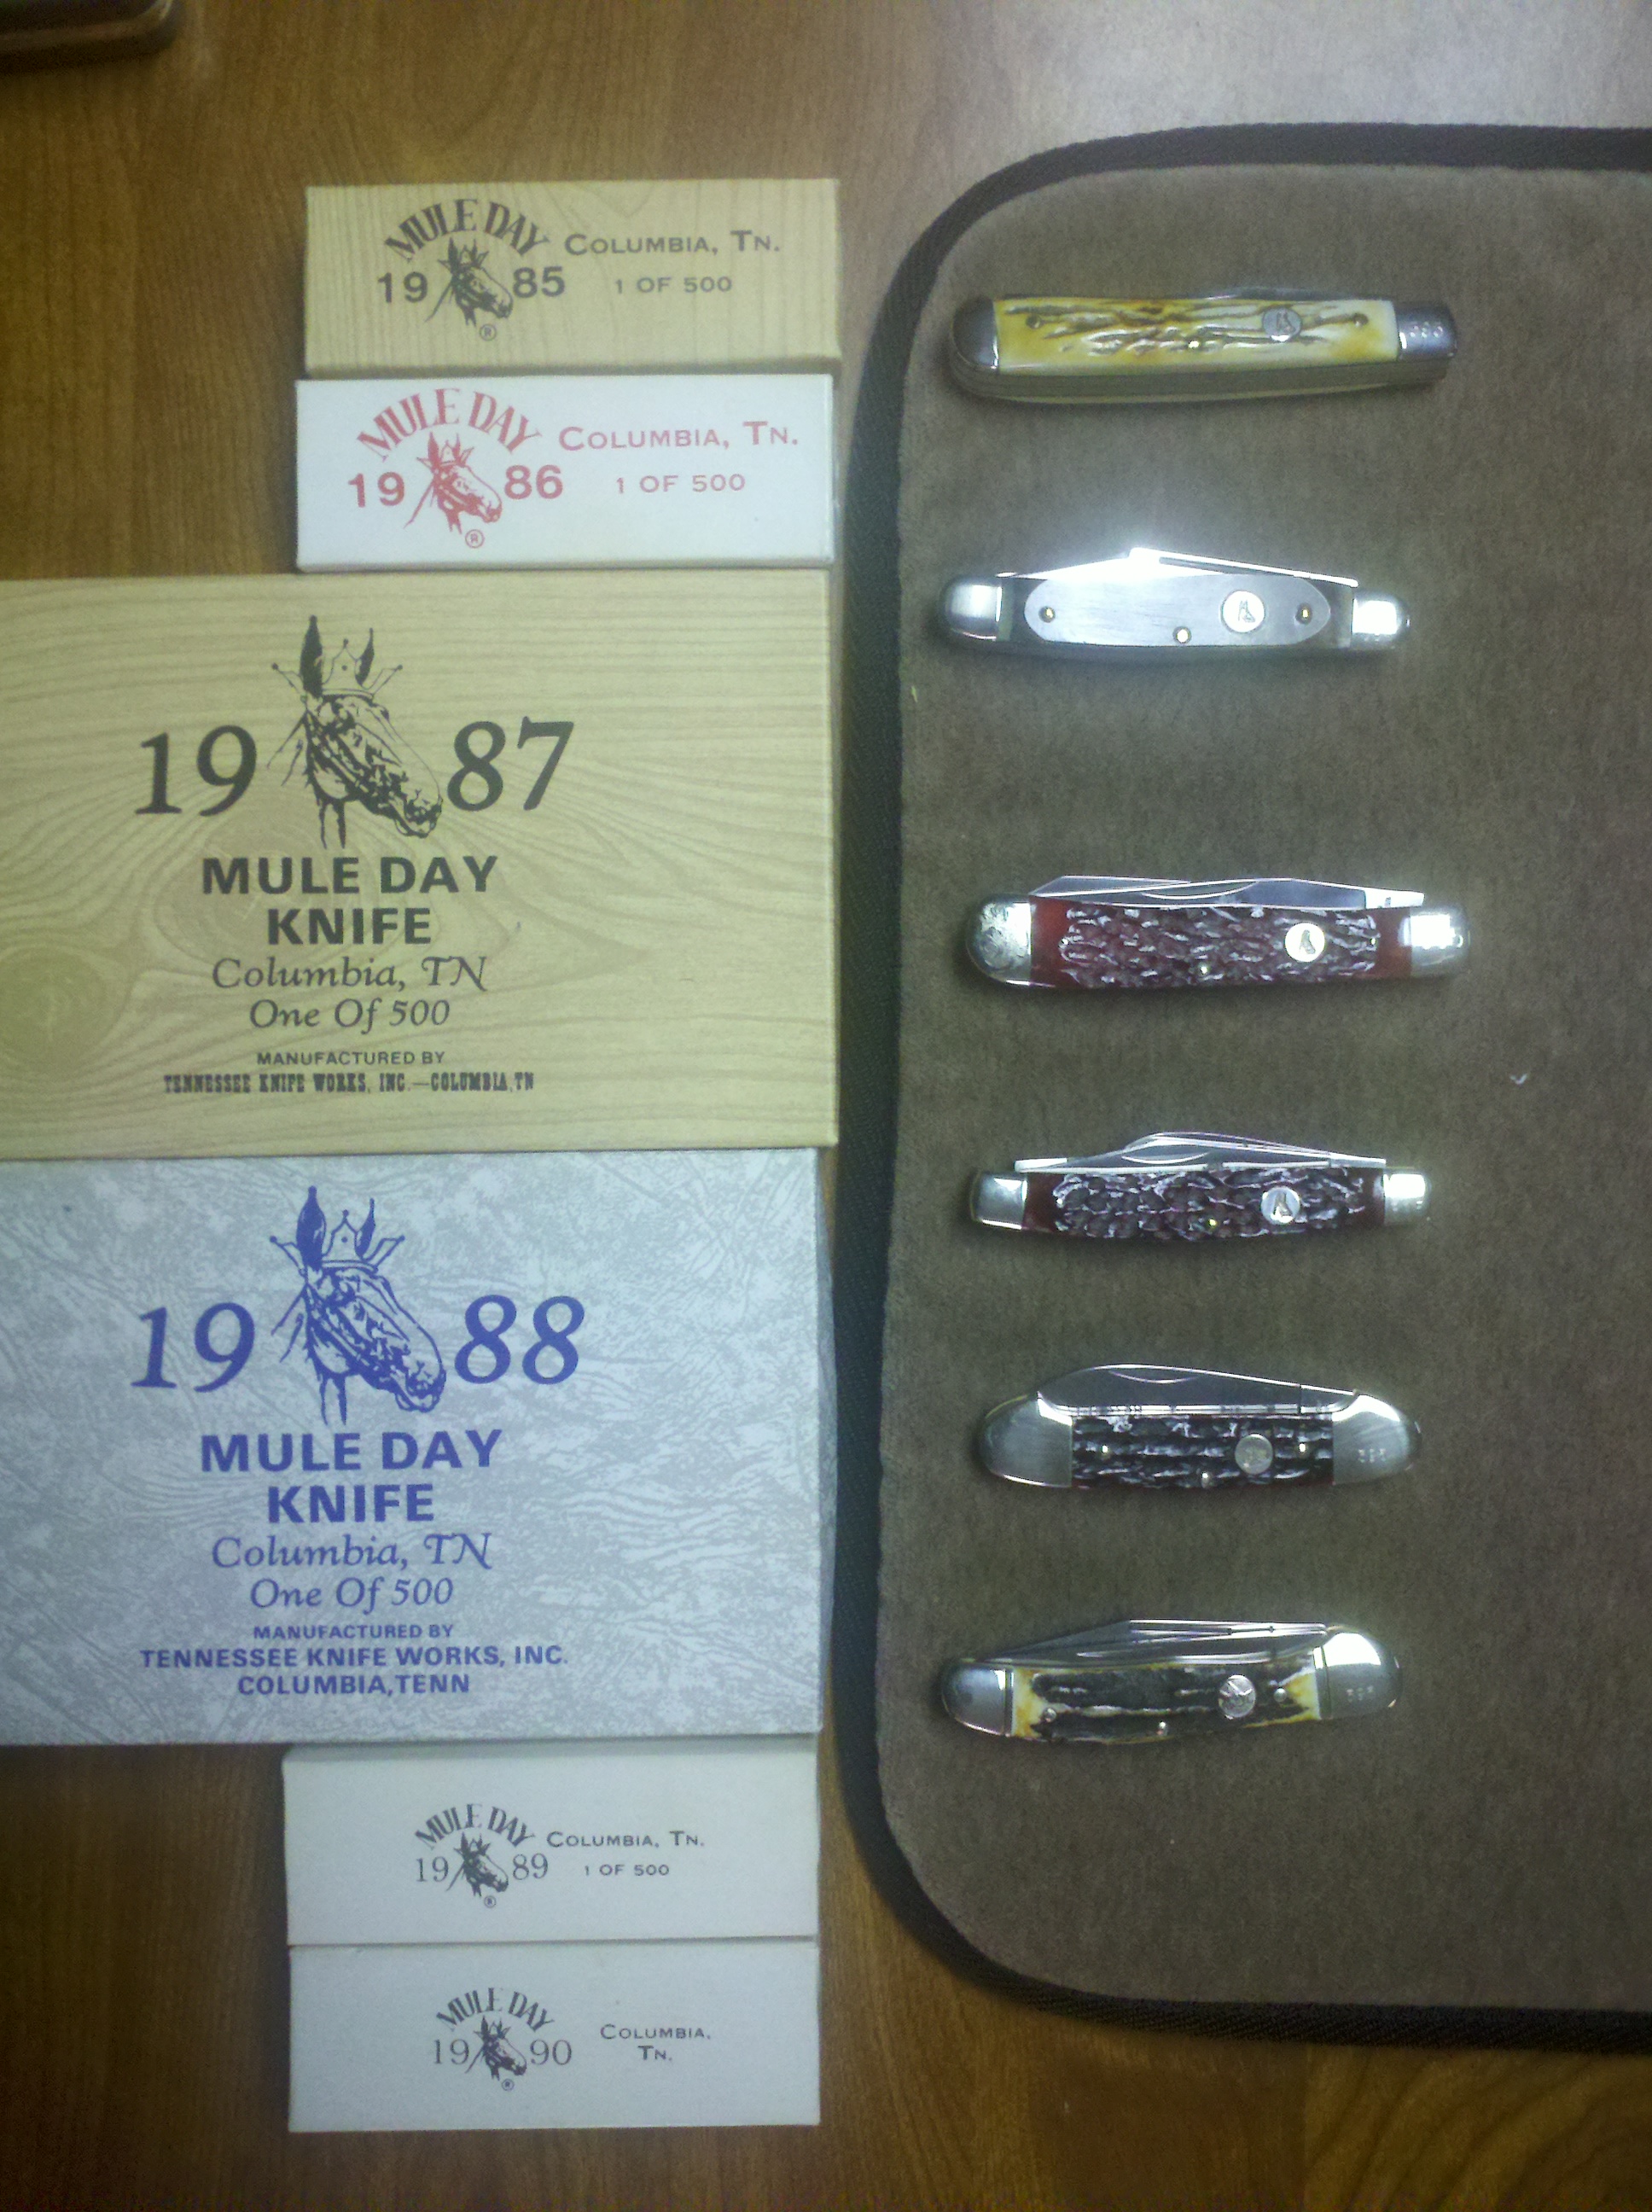 MULE DAY
COLUMBIA, TN.
19 85
1 OF 500
®
MULE DAY
COLUMBIA, TN.
19 86
1 OF 500
®
19 87
MULE DAY
KNIFE
Columbia, TN
One Of 500
MANUFACTURED BY
TENNESSEE KNIFE WORKS, INC.—COLUMBIA,TN
19 88
MULE DAY
KNIFE
Columbia, TN
One Of 500
MANUFACTURED BY
TENNESSEE KNIFE WORKS, INC.
COLUMBIA,TENN
MULE DAY
COLUMBIA, TN.
19 89
1 OF 500
®
MULE DAY
19 90
®
COLUMBIA,
TN.